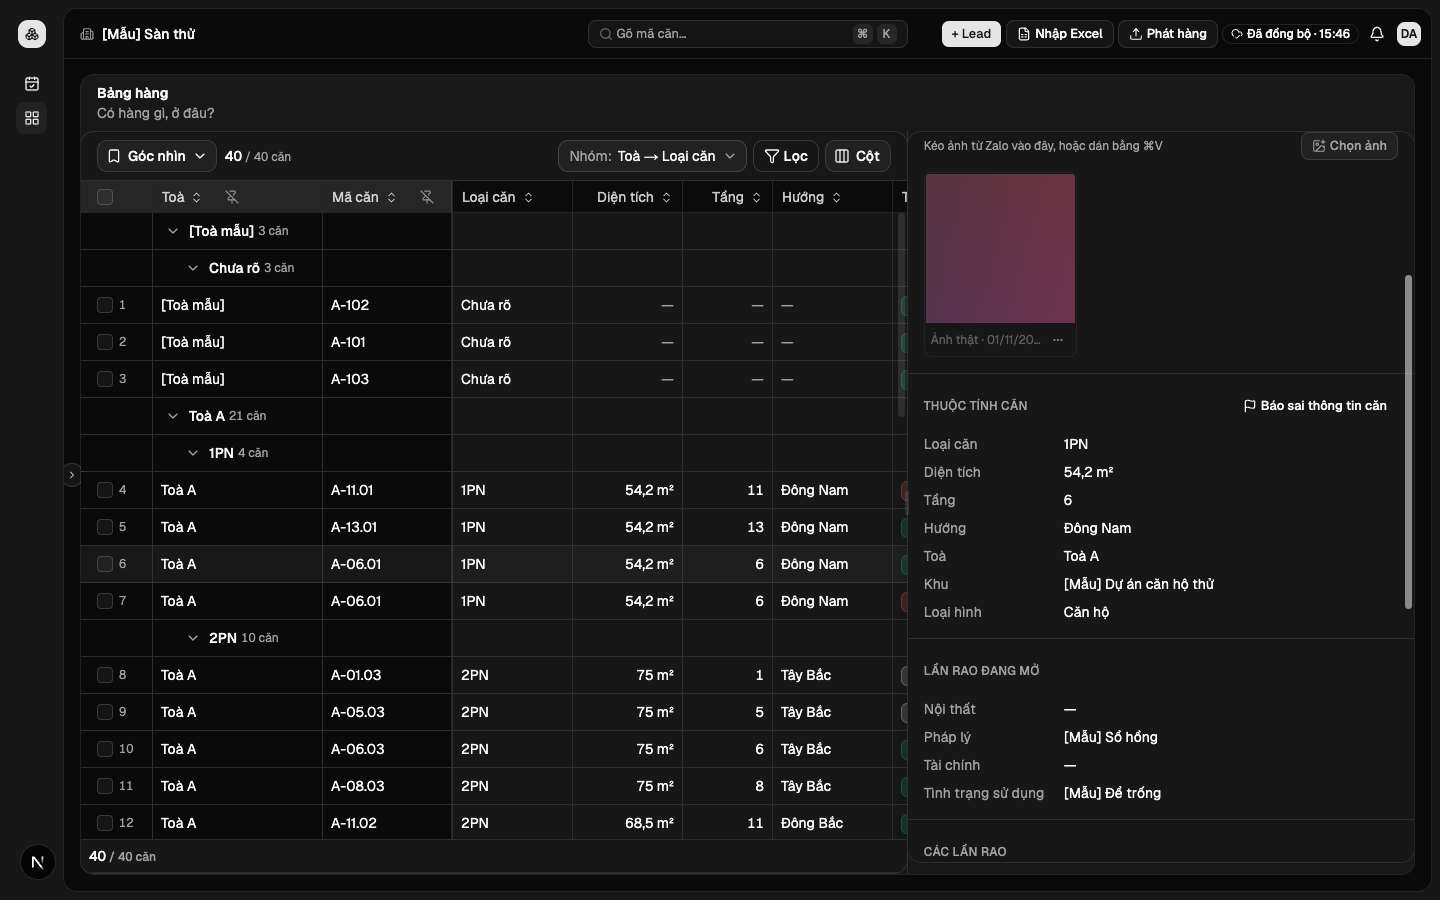 [Mẫu] Sàn thử
Gõ mã căn...
⌘ K
+ Lead
Nhập Excel
Phát hàng
Đã đồng bộ · 15:46
DA
Bảng hàng
Có hàng gì, ở đâu?
Góc nhìn
40 / 40 căn
Nhóm: Toà → Loại căn
Lọc
Cột
Toà Mã căn Loại căn Diện tích Tầng Hướng T
[Toà mẫu] 3 căn
Chưa rõ 3 căn
1 [Toà mẫu] A-102 Chưa rõ — — —
2 [Toà mẫu] A-101 Chưa rõ — — —
3 [Toà mẫu] A-103 Chưa rõ — — —
Toà A 21 căn
1PN 4 căn
4 Toà A A-11.01 1PN 54,2 m² 11 Đông Nam
5 Toà A A-13.01 1PN 54,2 m² 13 Đông Nam
6 Toà A A-06.01 1PN 54,2 m² 6 Đông Nam
7 Toà A A-06.01 1PN 54,2 m² 6 Đông Nam
2PN 10 căn
8 Toà A A-01.03 2PN 75 m² 1 Tây Bắc
9 Toà A A-05.03 2PN 75 m² 5 Tây Bắc
10 Toà A A-06.03 2PN 75 m² 6 Tây Bắc
11 Toà A A-08.03 2PN 75 m² 8 Tây Bắc
12 Toà A A-11.02 2PN 68,5 m² 11 Đông Bắc
40 / 40 căn
Kéo ảnh từ Zalo vào đây, hoặc dán bằng ⌘V
Chọn ảnh
Ảnh thật · 01/11/20... ···
THUỘC TÍNH CĂN
Báo sai thông tin căn
Loại căn 1PN
Diện tích 54,2 m²
Tầng 6
Hướng Đông Nam
Toà Toà A
Khu [Mẫu] Dự án căn hộ thử
Loại hình Căn hộ
LẦN RAO ĐANG MỞ
Nội thất —
Pháp lý [Mẫu] Sổ hồng
Tài chính —
Tình trạng sử dụng [Mẫu] Để trống
CÁC LẦN RAO
N